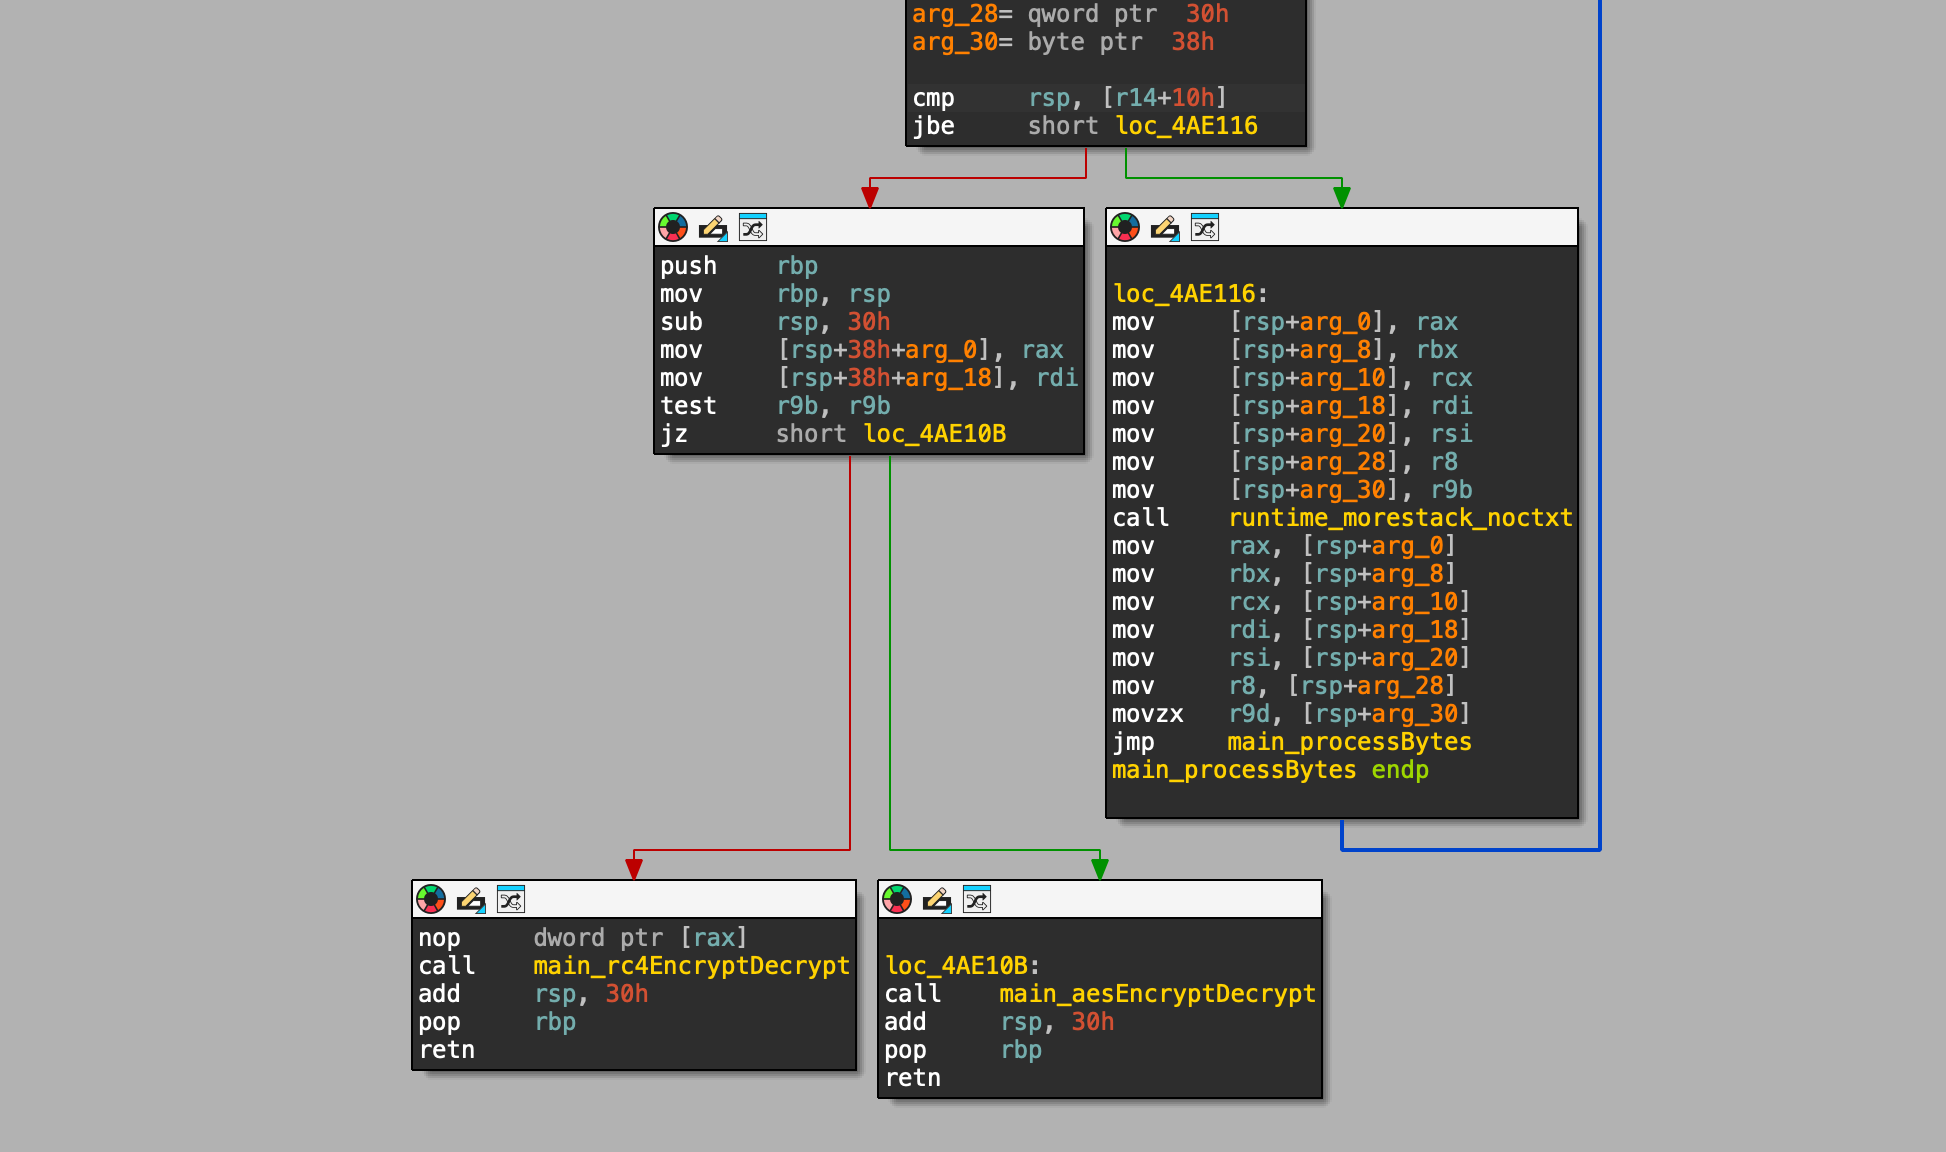 arg_28= qword ptr  30h
arg_30= byte ptr  38h
cmp rsp, [r14+10h]
jbe short loc_4AE116
push rbp
mov rbp, rsp
sub rsp, 30h
mov [rsp+38h+arg_0], rax
mov [rsp+38h+arg_18], rdi
test r9b, r9b
jz short loc_4AE10B
loc_4AE116:
mov [rsp+arg_0], rax
mov [rsp+arg_8], rbx
mov [rsp+arg_10], rcx
mov [rsp+arg_18], rdi
mov [rsp+arg_20], rsi
mov [rsp+arg_28], r8
mov [rsp+arg_30], r9b
call runtime_morestack_noctxt
mov rax, [rsp+arg_0]
mov rbx, [rsp+arg_8]
mov rcx, [rsp+arg_10]
mov rdi, [rsp+arg_18]
mov rsi, [rsp+arg_20]
mov r8, [rsp+arg_28]
movzx r9d, [rsp+arg_30]
jmp main_processBytes
main_processBytes endp
nop dword ptr [rax]
call main_rc4EncryptDecrypt
add rsp, 30h
pop rbp
retn
loc_4AE10B:
call main_aesEncryptDecrypt
add rsp, 30h
pop rbp
retn